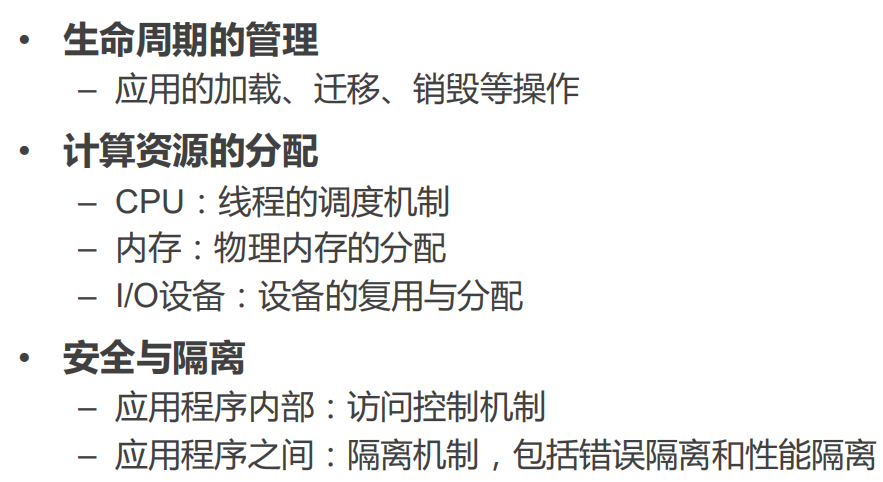 • 生命周期的管理
– 应用的加载、迁移、销毁等操作
• 计算资源的分配
– CPU：线程的调度机制
– 内存：物理内存的分配
– I/O设备：设备的复用与分配
• 安全与隔离
– 应用程序内部：访问控制机制
– 应用程序之间：隔离机制，包括错误隔离和性能隔离